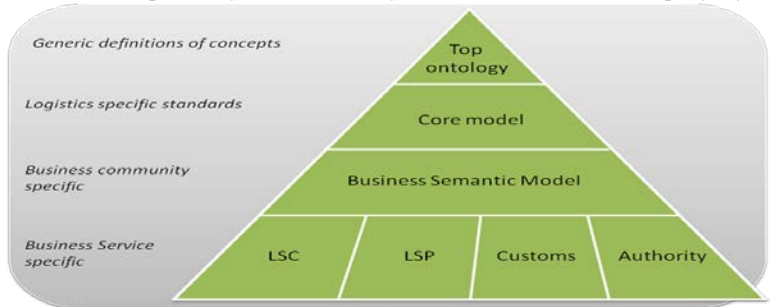 Generic definitions of concepts
Top
ontology
Logistics specific standards
Core model
Business community
specific
Business Semantic Model
Business Service
specific
LSC
LSP
Customs
Authority